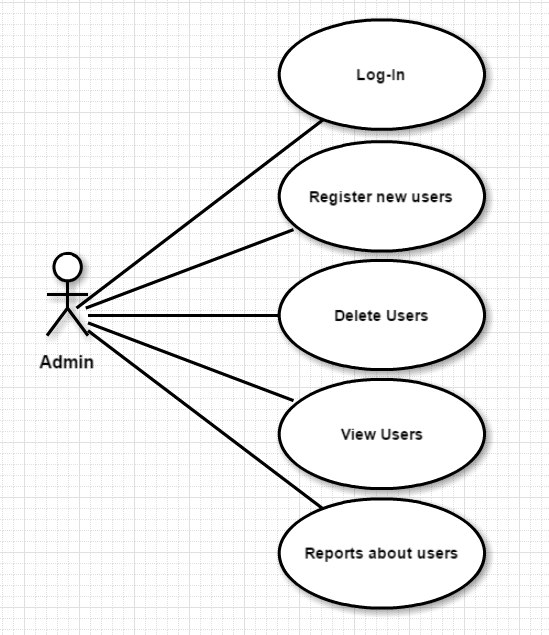 Log-In
Register new users
Delete Users
Admin
View Users
Reports about users